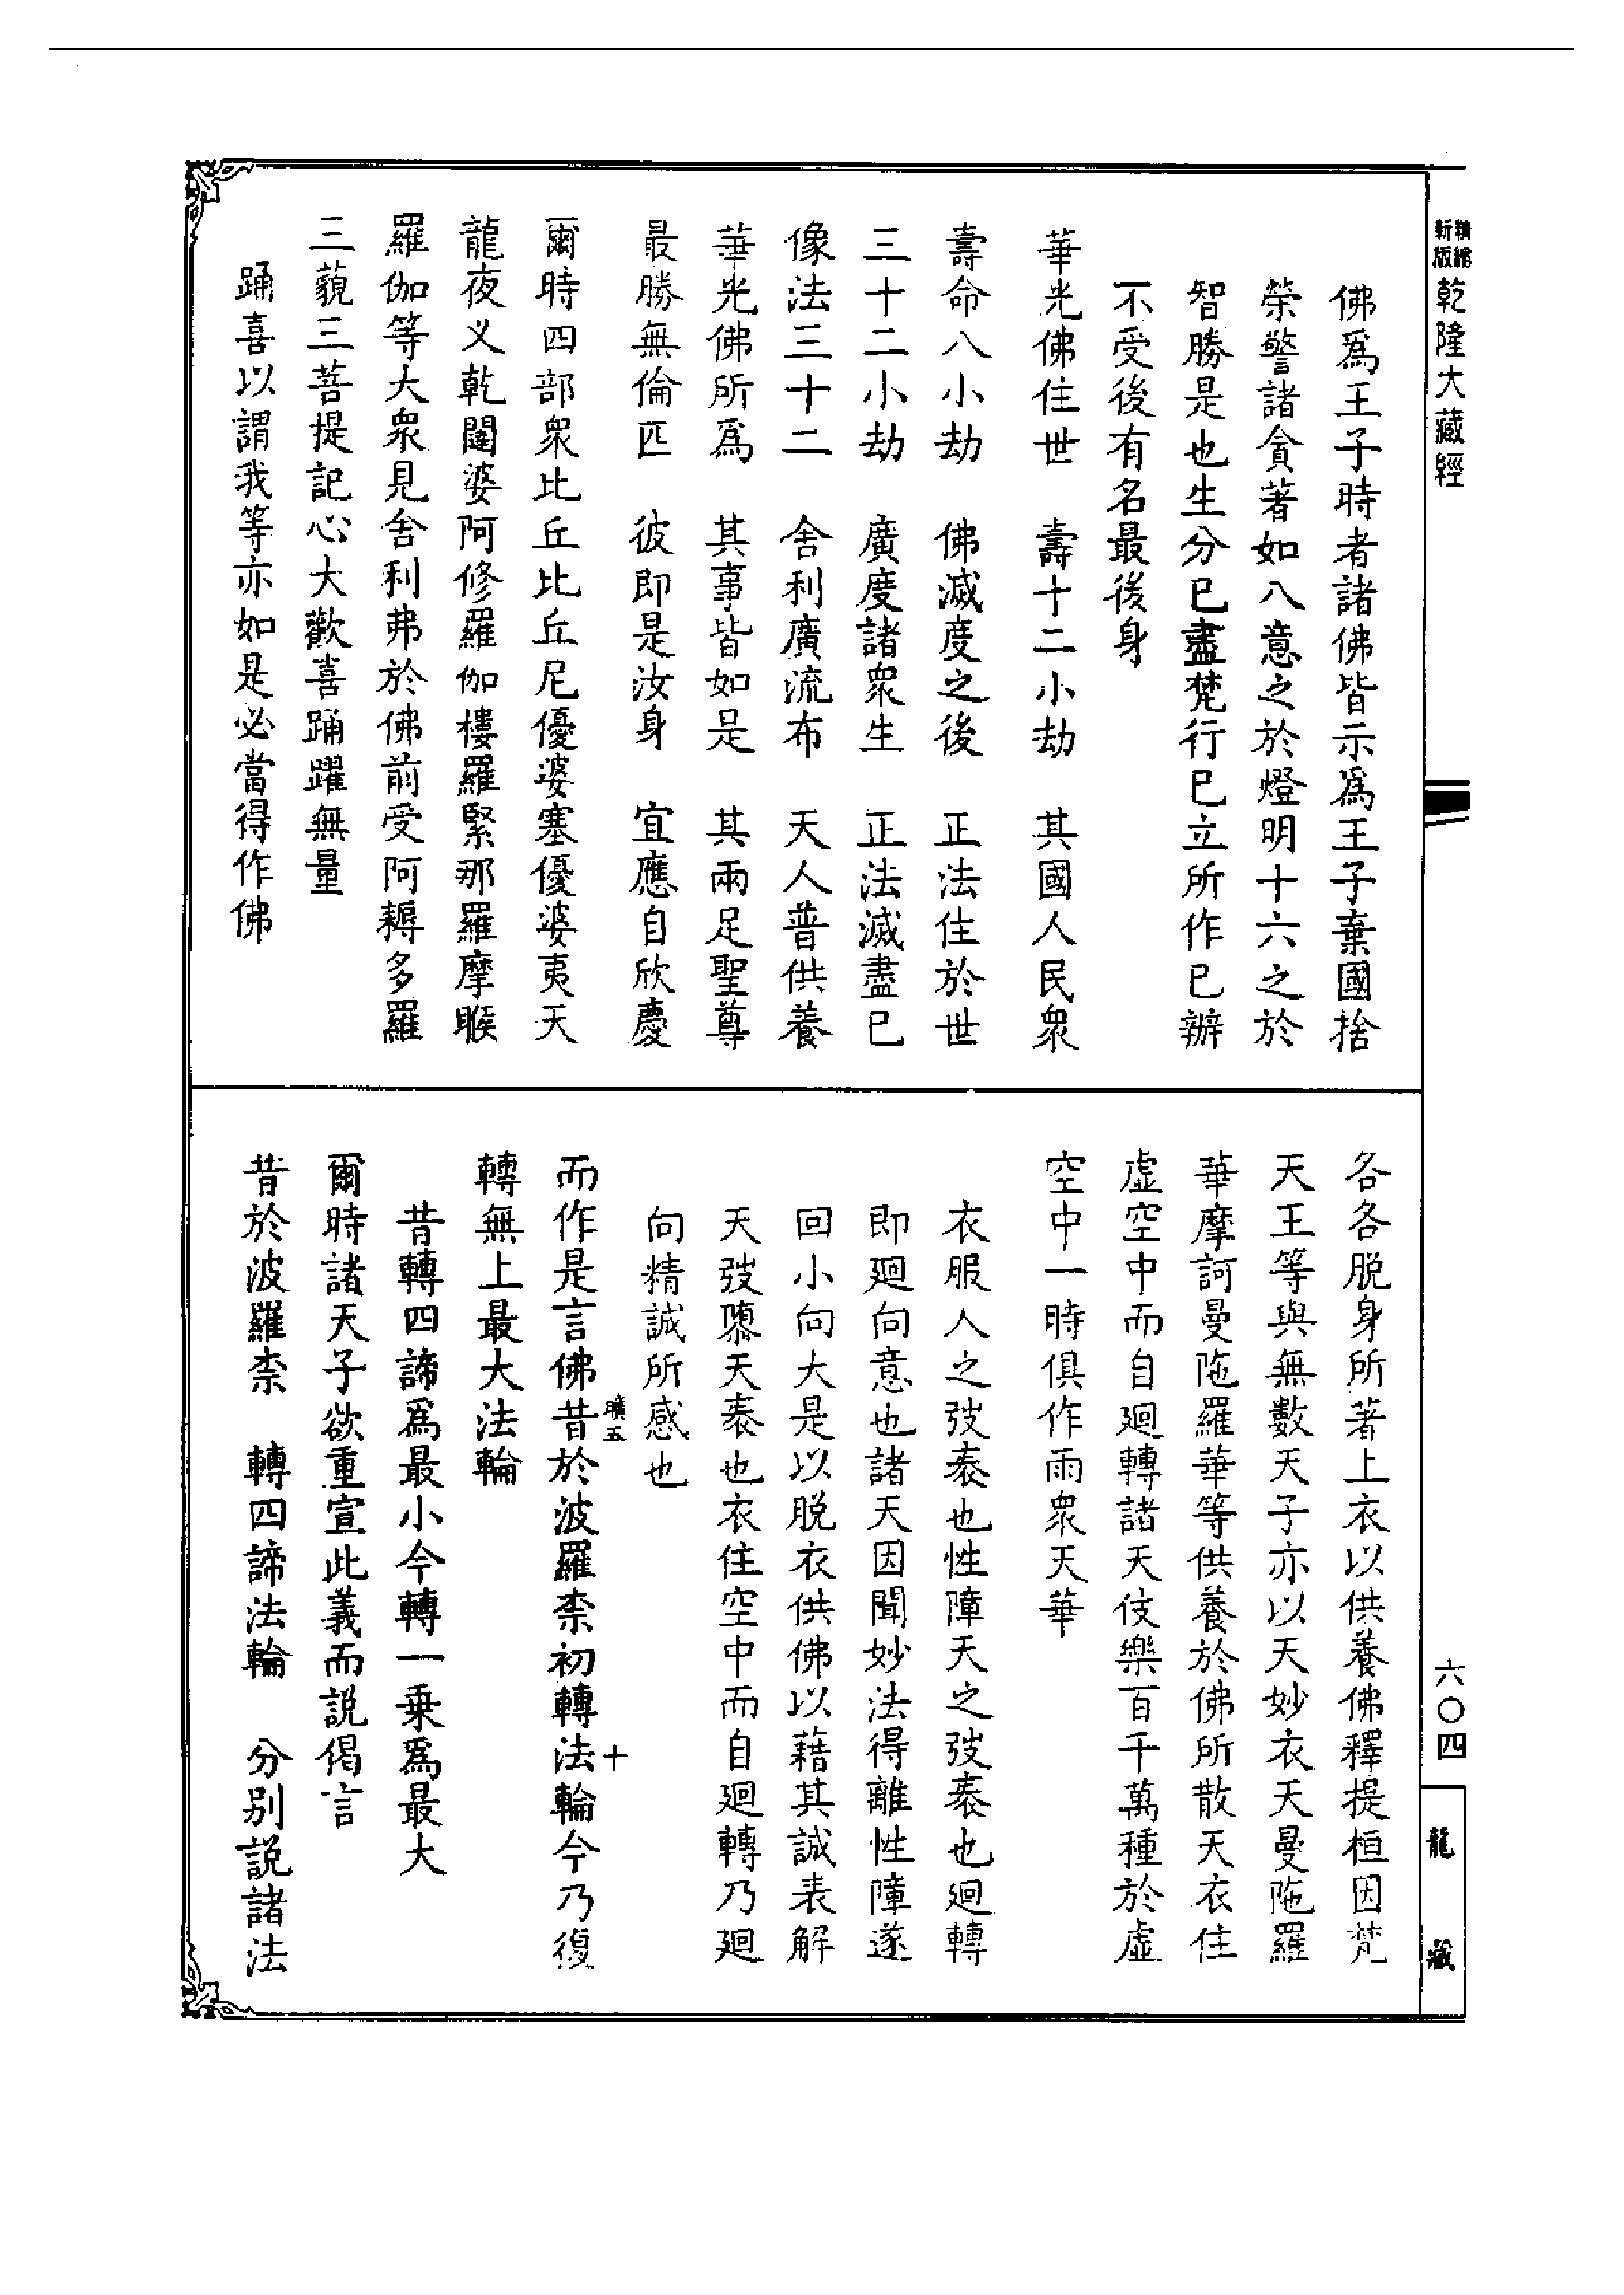 新版精縮乾隆大藏經
佛爲王子時者諸佛皆示爲王子棄國捨
榮警諸貪著如八意之於燈明十六之於
智勝是也生分已盡梵行已立所作已辦
不受後有名最後身
華光佛住世　壽十二小劫　其國人民衆
壽命八小劫　佛滅度之後　正法住於世
三十二小劫　廣度諸衆生　正法滅盡已
像法三十二　舍利廣流布　天人普供養
華光佛所爲　其事皆如是　其兩足聖尊
最勝無倫匹　彼即是汝身　宜應自欣慶
爾時四部衆比丘比丘尼優婆塞優婆夷天
龍夜义乾闥婆阿修羅伽樓羅緊那羅摩睺
羅伽等大衆見舍利弗於佛前受阿耨多羅
三藐三菩提記心大歡喜踊躍無量
踊喜以謂我等亦如是必當得作佛
各各脱身所著上衣以供養佛釋提桓因梵
天王等與無數天子亦以天妙衣天曼陁羅
華摩訶曼陁羅華等供養於佛所散天衣住
虛空中而自廻轉諸天伎樂百千萬種於虛
空中一時俱作雨衆天華
衣服人之弢袠也性障天之弢袠也廻轉
即廻向意也諸天因聞妙法得離性障遂
回小向大是以脱衣供佛以藉其誠表解
天弢隳天袠也衣住空中而自廻轉乃廻
向精誠所感也
曠五
十
而作是言佛昔於波羅柰初轉法輪今乃復
轉無上最大法輪
昔轉四諦爲最小今轉一乗爲最大
爾時諸天子欲重宣此義而説偈言
昔於波羅柰　轉四諦法輪　分别説諸法
六〇四
龍藏